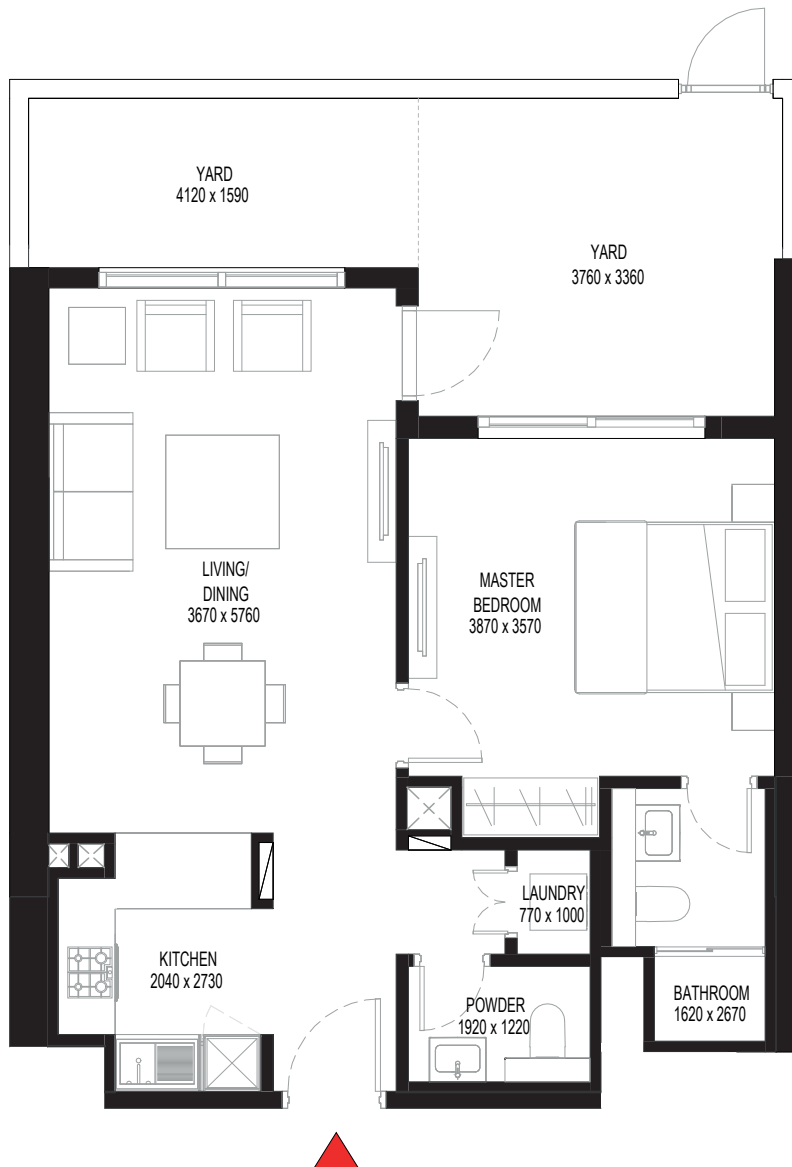 YARD
4120 x 1590
YARD
3760 x 3360
LIVING/
DINING
3670 x 5760
MASTER
BEDROOM
3870 x 3570
LAUNDRY
770 x 1000
KITCHEN
2040 x 2730
POWDER
1920 x 1220
BATHROOM
1620 x 2670